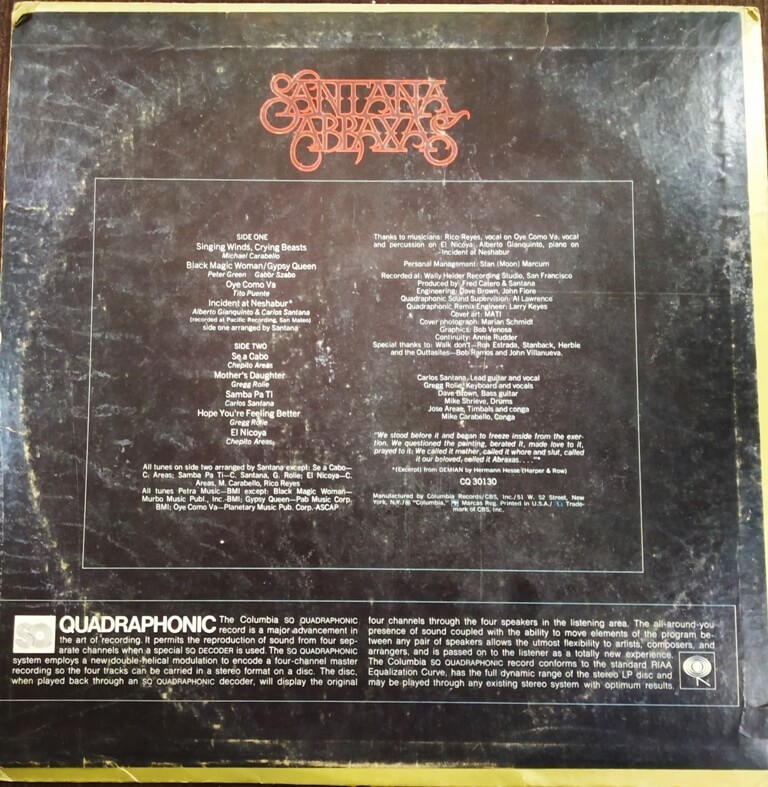 SANTANA
ABRAXAS
SIDE ONE
Singing Winds, Crying Beasts
Michael Carabello
Black Magic Woman/Gypsy Queen
Peter Green Gabor Szabo
Oye Como Va
Tito Puente
Incident at Neshabur*
Alberto Gianquinto & Carlos Santana
(recorded at Pacific Recording, San Mateo)
side one arranged by Santana
SIDE TWO
Se a Cabo
Chepito Areas
Mother's Daughter
Gregg Rolie
Samba Pa Ti
Carlos Santana
Hope You're Feeling Better
Gregg Rolie
El Nicoya
Chepito Areas
All tunes on side two arranged by Santana except: Se a Cabo—
C. Areas; Samba Pa Ti—C. Santana, G. Rolie; El Nicoya—C.
Areas, M. Carabello, Rico Reyes
All tunes Petra Music—BMI except: Black Magic Woman—
Murbo Music Publ., Inc.-BMI; Gypsy Queen—Pab Music Corp.
BMI; Oye Como Va—Planetary Music Pub. Corp.-ASCAP
Thanks to musicians: Rico Reyes, vocal on Oye Como Va, vocal
and percussion on El Nicoya; Alberto Gianquinto, piano on
Incident at Neshabur
Personal Management: Stan (Moon) Marcum
Recorded at: Wally Heider Recording Studio, San Francisco
Produced by Fred Catero & Santana
Engineering: Dave Brown, John Fiore
Quadraphonic Sound Supervision: Al Lawrence
Quadraphonic Remix Engineer: Larry Keyes
Cover art: MATI
Cover photograph: Marian Schmidt
Graphics: Bob Venosa
Continuity: Annie Rudder
Special thanks to: Walk don't—Ron Estrada, Stanback, Herbie
and the Outtasites—Bob Ramos and John Villanueva.
Carlos Santana, Lead guitar and vocal
Gregg Rolie, Keyboard and vocals
Dave Brown, Bass guitar
Mike Shrieve, Drums
Jose Areas, Timbals and conga
Mike Carabello, Conga
"We stood before it and began to freeze inside from the exer-
tion. We questioned the painting, berated it, made love to it,
prayed to it: We called it mother, called it whore and slut, called
it our beloved, called it Abraxas. . . ."*
*(Excerpt) from DEMIAN by Hermann Hesse (Harper & Row)
CQ 30130
Manufactured by Columbia Records/CBS, Inc./51 W. 52 Street, New
York, N.Y./® "Columbia," Marcas Reg. Printed in U.S.A./ Trade-
mark of CBS, Inc.
SQ QUADRAPHONIC The Columbia SQ QUADRAPHONIC
record is a major advancement in
the art of recording. It permits the reproduction of sound from four sep-
arate channels when a special SQ DECODER is used. The SQ QUADRAPHONIC
system employs a new double-helical modulation to encode a four-channel master
recording so the four tracks can be carried in a stereo format on a disc. The disc,
when played back through an SQ QUADRAPHONIC decoder, will display the original
four channels through the four speakers in the listening area. The all-around-you
presence of sound coupled with the ability to move elements of the program be-
tween any pair of speakers allows the utmost flexibility to artists, composers, and
arrangers, and is passed on to the listener as a totally new experience.
The Columbia SQ QUADRAPHONIC record conforms to the standard RIAA
Equalization Curve, has the full dynamic range of the stereo LP disc and
may be played through any existing stereo system with optimum results.